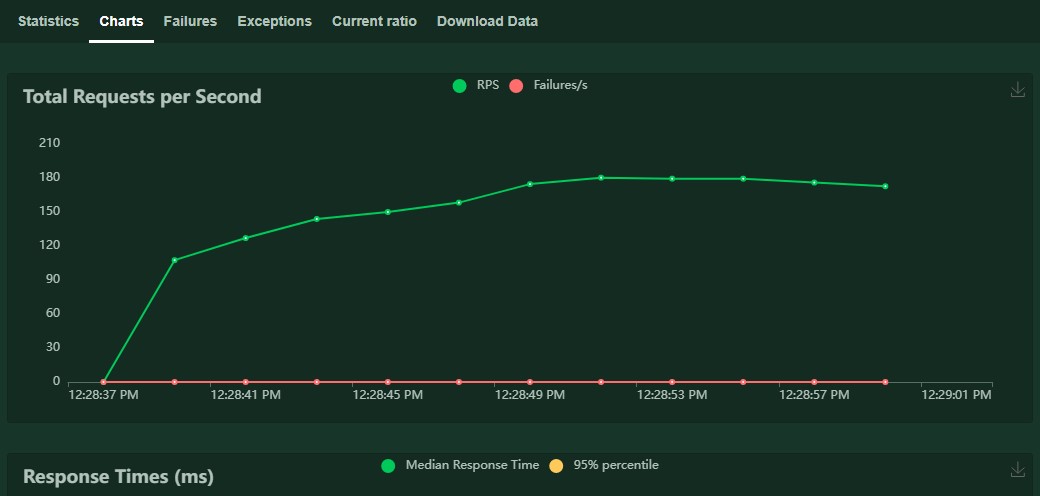 Statistics Charts Failures Exceptions Current ratio Download Data
Total Requests per Second
RPS Failures/s
210
180
150
120
90
60
30
0
12:28:37 PM 12:28:41 PM 12:28:45 PM 12:28:49 PM 12:28:53 PM 12:28:57 PM 12:29:01 PM
Response Times (ms)
Median Response Time 95% percentile